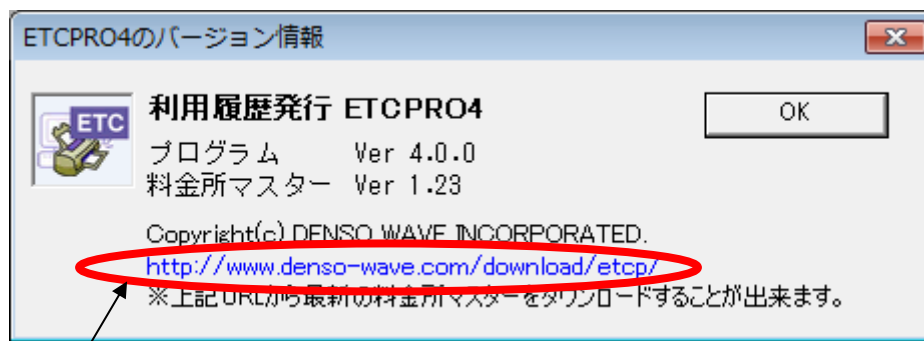 ETCPRO4のバージョン情報
ETC
利用履歴発行 ETCPRO4
OK
プログラム Ver 4.0.0
料金所マスター Ver 1.23
Copyright(c) DENSO WAVE INCORPORATED.
http://www.denso-wave.com/download/etcp/
※上記URLから最新の料金所マスターをダウンロードすることが出来ます。